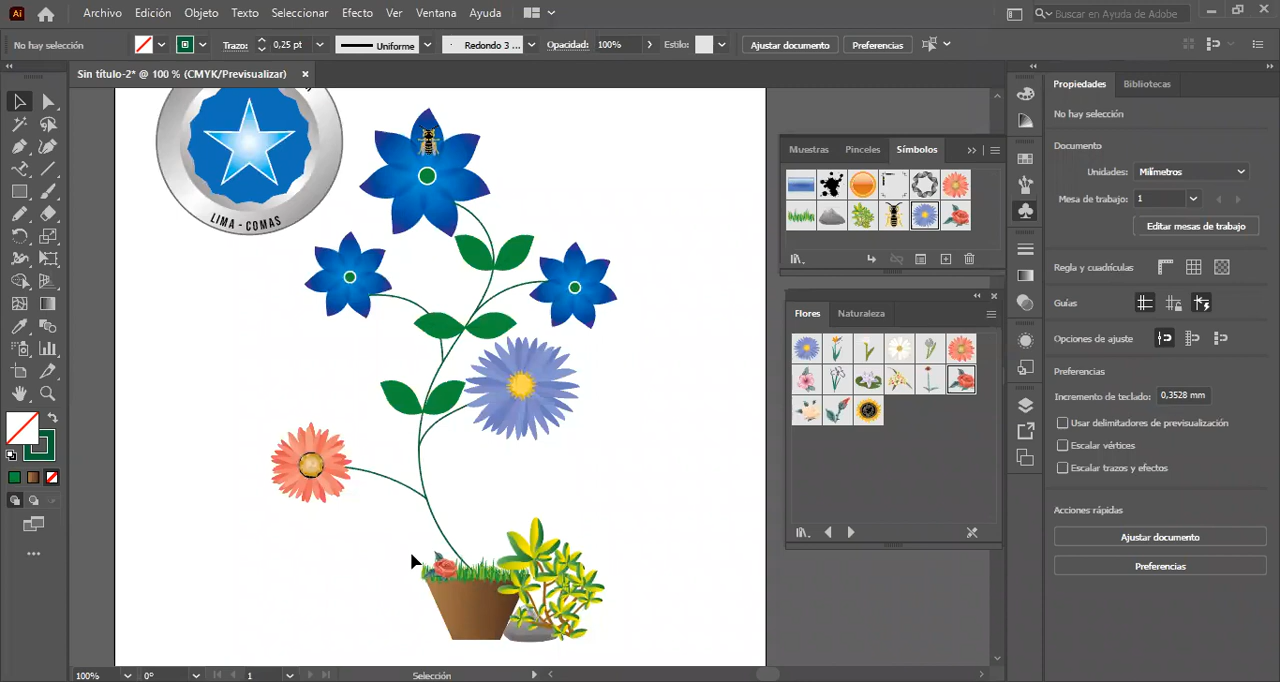 Ai Archivo Edición Objeto Texto Seleccionar Efecto Ver Ventana Ayuda Buscar en Ayuda de Adobe
No hay selección Trazo: 0,25 pt Uniforme Redondo 3 ... Opacidad: 100% Estilo: Ajustar documento Preferencias
Sin título-2* @ 100 % (CMYK/Previsualizar)
LIMA - COMAS
Muestras Pinceles Símbolos
Flores Naturaleza
Propiedades Bibliotecas
No hay selección
Documento
Unidades: Milímetros
Mesa de trabajo: 1
Editar mesas de trabajo
Regla y cuadrículas
Guías
Opciones de ajuste
Preferencias
Incremento de teclado: 0,3528 mm
Usar delimitadores de previsualización
Escalar vértices
Escalar trazos y efectos
Acciones rápidas
Ajustar documento
Preferencias
100% 0° 1 Selección